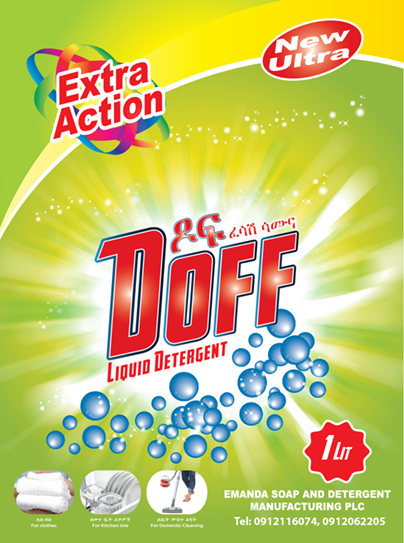 Extra
Action
New
Ultra
ዶፍ ፈሳሽ ሳሙና
DOFF
LIQUID DETERGENT
1 LIT
For clothes
For Kitchen Use
For Domestic Cleaning
EMANDA SOAP AND DETERGENT
MANUFACTURING PLC
Tel: 0912116074, 0912062205